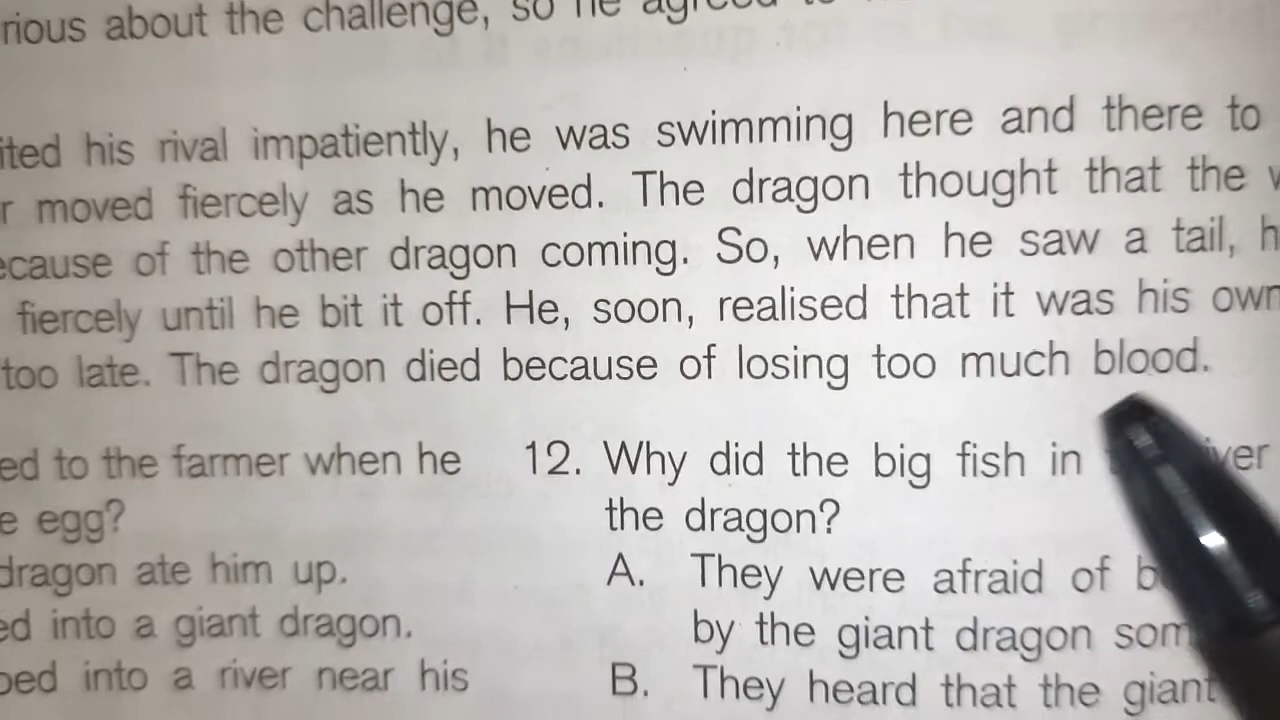 rious about the challenge, so he agreed to
ited his rival impatiently, he was swimming here and there to
r moved fiercely as he moved. The dragon thought that the
ecause of the other dragon coming. So, when he saw a tail, h
fiercely until he bit it off. He, soon, realised that it was his own
too late. The dragon died because of losing too much blood.
ed to the farmer when he
e egg?
dragon ate him up.
ed into a giant dragon.
ped into a river near his
12. Why did the big fish in iver
the dragon?
A. They were afraid of b
by the giant dragon som
B. They heard that the giant